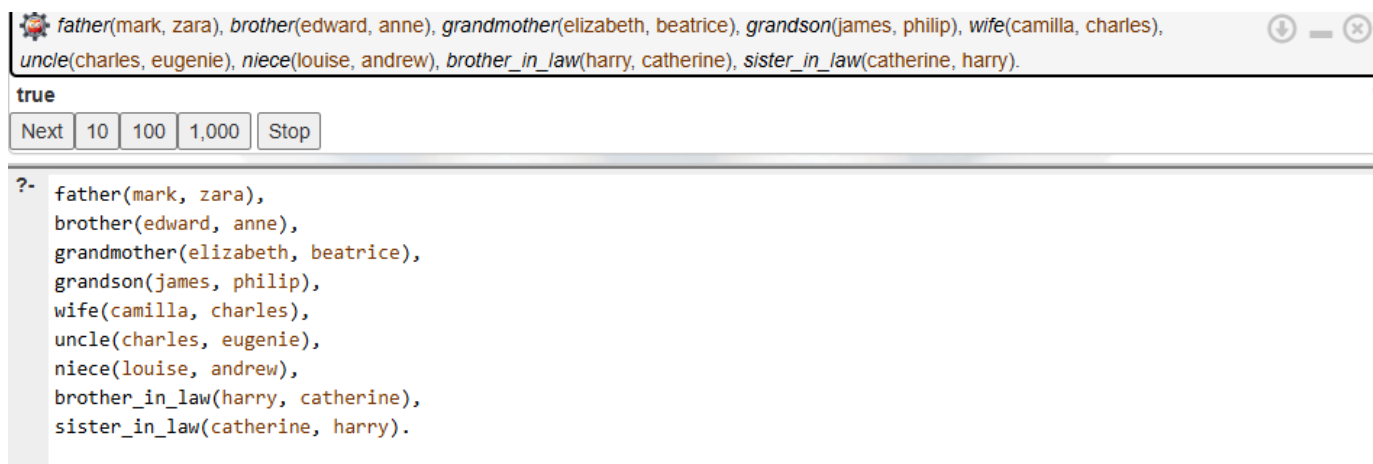 father(mark, zara), brother(edward, anne), grandmother(elizabeth, beatrice), grandson(james, philip), wife(camilla, charles),
uncle(charles, eugenie), niece(louise, andrew), brother_in_law(harry, catherine), sister_in_law(catherine, harry).
true
Next 10 100 1,000 Stop
?- father(mark, zara),
brother(edward, anne),
grandmother(elizabeth, beatrice),
grandson(james, philip),
wife(camilla, charles),
uncle(charles, eugenie),
niece(louise, andrew),
brother_in_law(harry, catherine),
sister_in_law(catherine, harry).